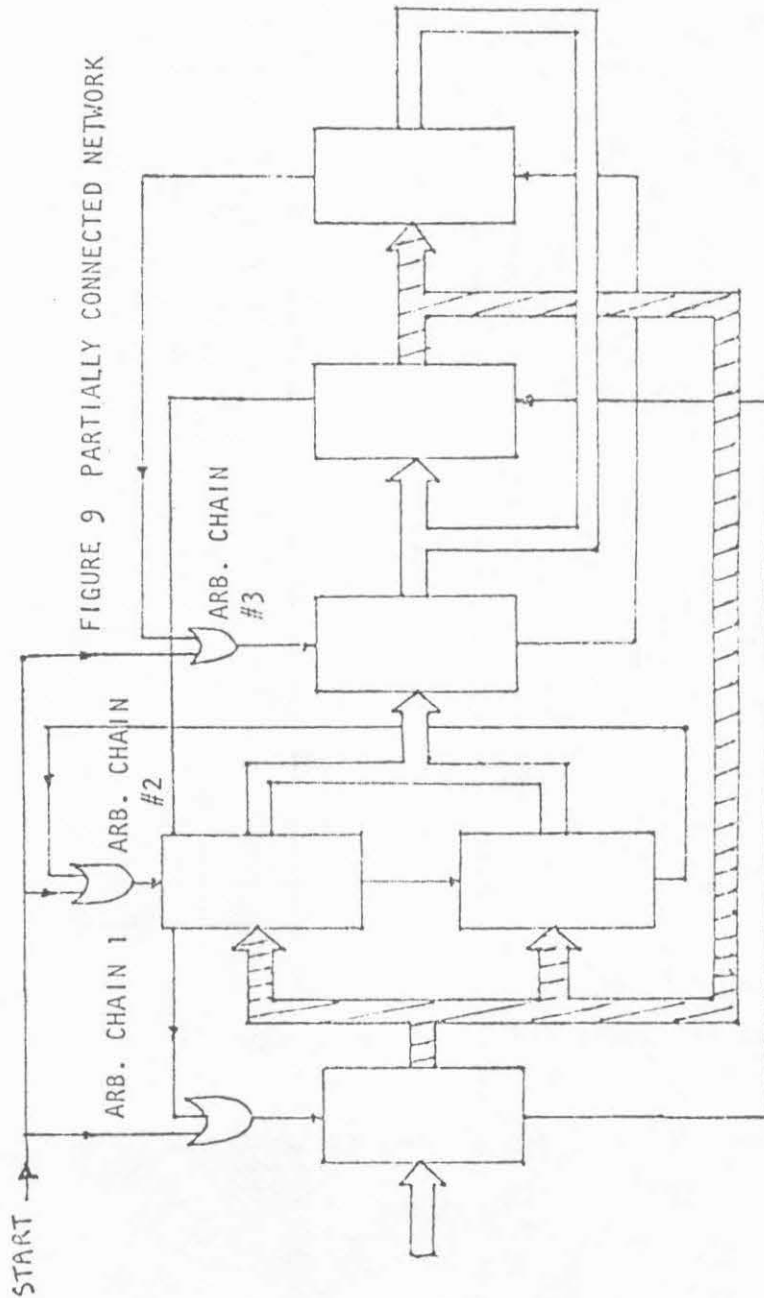 FIGURE 9 PARTIALLY CONNECTED NETWORK
START
ARB. CHAIN 1
ARB. CHAIN
#2
ARB. CHAIN
#3